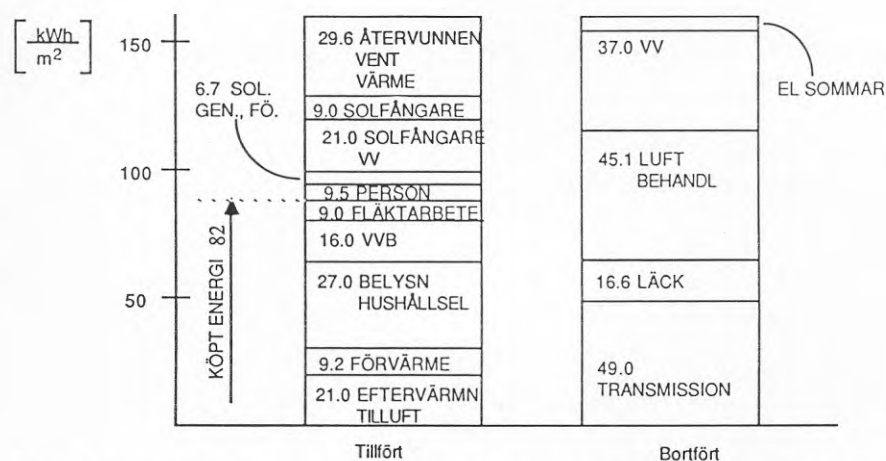 kWh
m2
150
100
50
KÖPT ENERGI 82
6.7 SOL.
GEN., FÖ.
29.6 ÅTERVUNNEN
VENT
VÄRME
9.0 SOLFÅNGARE
21.0 SOLFÅNGARE
VV
9.5 PERSON
9.0 FLÄKTARBETE
16.0 VVB
27.0 BELYSN
HUSHÅLLSEL
9.2 FÖRVÄRME
21.0 EFTERVÄRMN
TILLUFT
Tillfört
37.0 VV
EL SOMMAR
45.1 LUFT
BEHANDL
16.6 LÄCK
49.0
TRANSMISSION
Bortfört